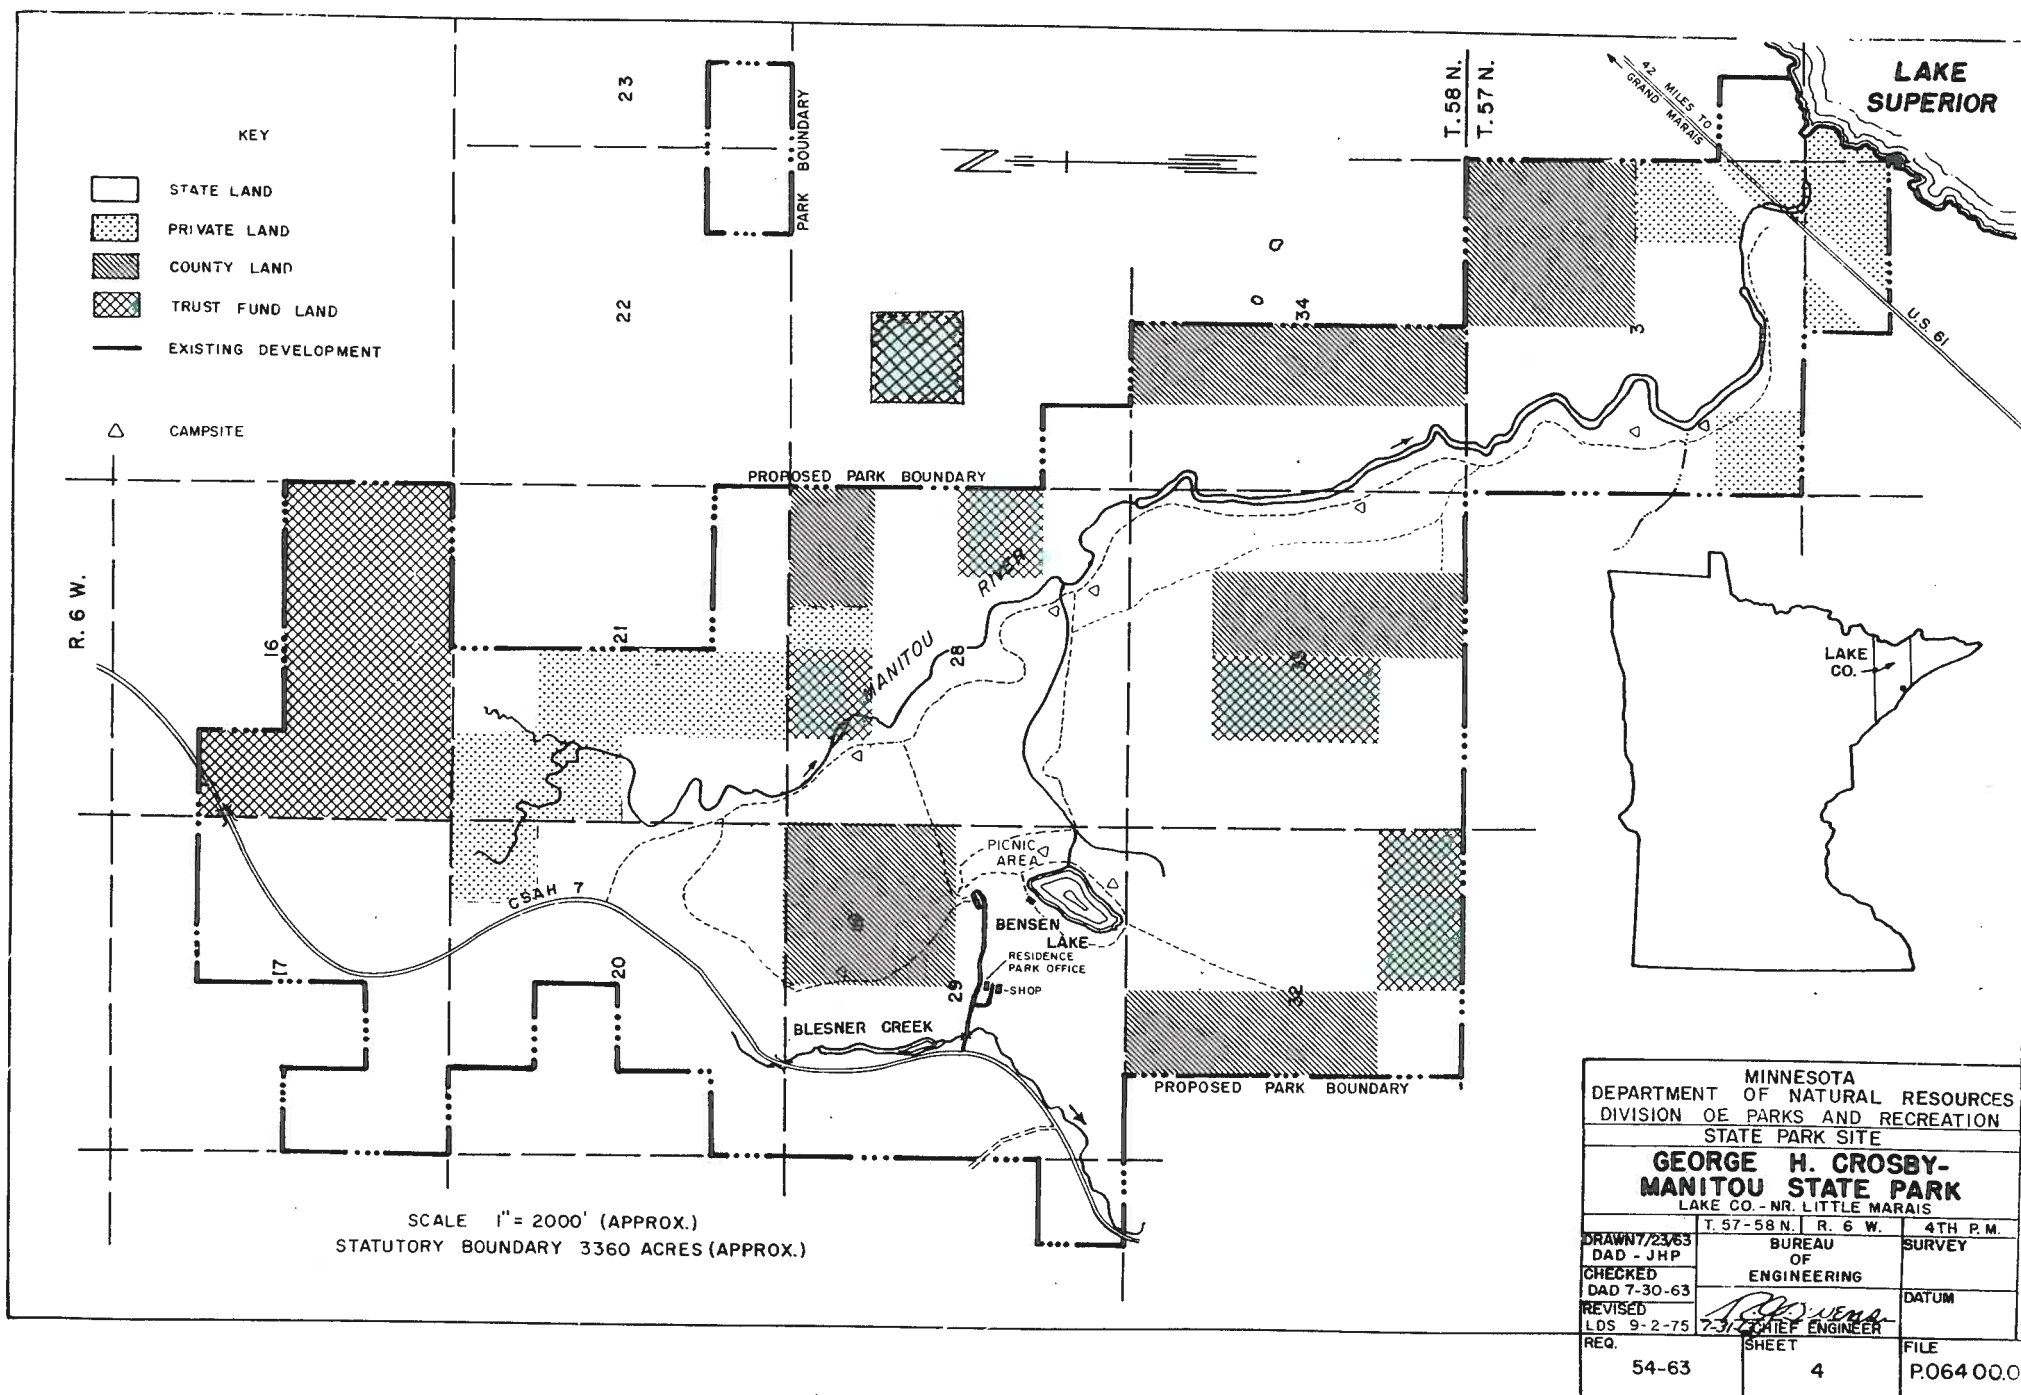 KEY
STATE LAND
PRIVATE LAND
COUNTY LAND
TRUST FUND LAND
EXISTING DEVELOPMENT
CAMPSITE
23
22
PARK BOUNDARY
T. 58 N.
T. 57 N.
42 MILES TO
GRAND MARAIS
LAKE
SUPERIOR
U.S. 61
34
3
PROPOSED PARK BOUNDARY
R. 6 W.
16
21
MANITOU RIVER
28
33
LAKE
CO.
PICNIC
AREA
CSAH 7
BENSEN
LAKE
RESIDENCE
PARK OFFICE
SHOP
17
20
29
32
BLESNER CREEK
PROPOSED PARK BOUNDARY
SCALE 1" = 2000' (APPROX.)
STATUTORY BOUNDARY 3360 ACRES (APPROX.)
MINNESOTA
DEPARTMENT OF NATURAL RESOURCES
DIVISION OE PARKS AND RECREATION
STATE PARK SITE
GEORGE H. CROSBY-
MANITOU STATE PARK
LAKE CO. - NR. LITTLE MARAIS
T. 57-58 N. R. 6 W. 4TH P. M.
DRAWN 7/23/63
DAD - JHP
BUREAU
OF
ENGINEERING
SURVEY
CHECKED
DAD 7-30-63
DATUM
REVISED
LDS 9-2-75
CHIEF ENGINEER
REQ.
54-63
SHEET
4
FILE
P.064 00.0